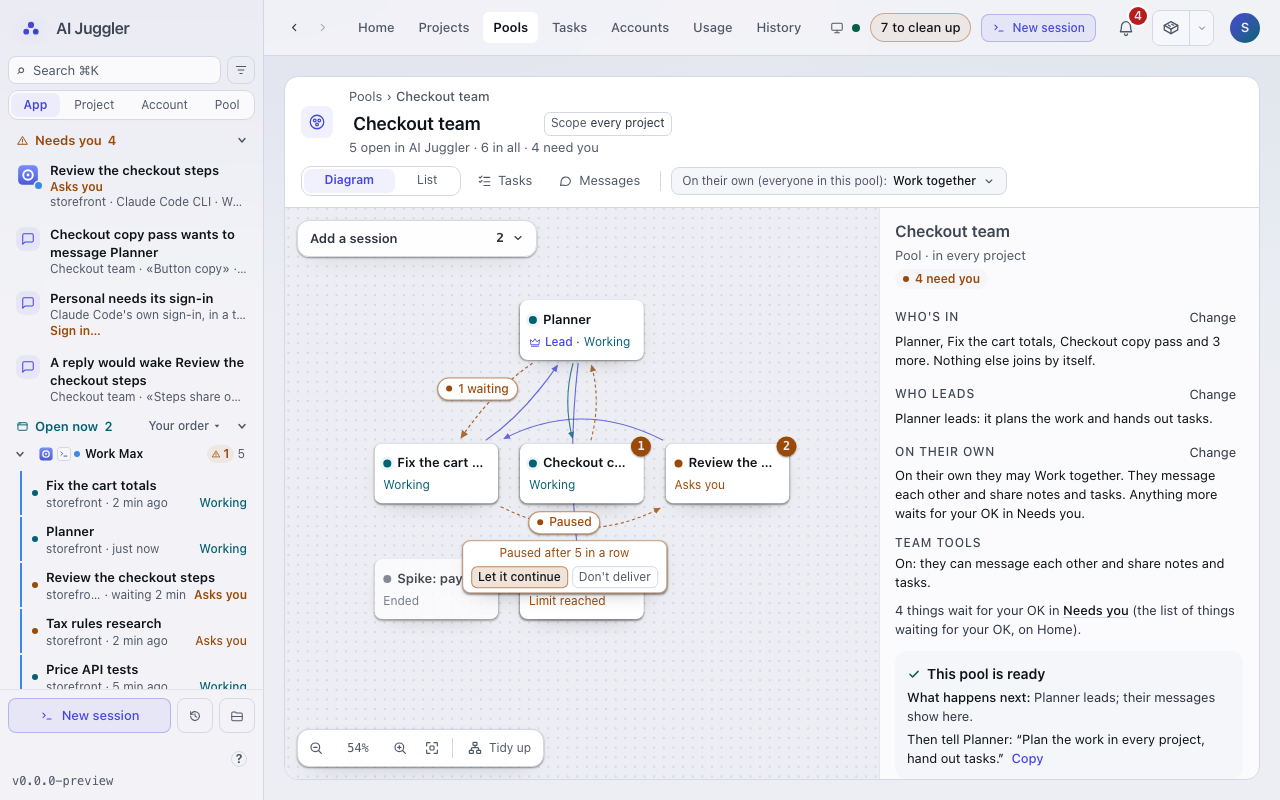 AI Juggler
Search ⌘K
App Project Account Pool
Needs you 4
Review the checkout steps
Asks you
storefront · Claude Code CLI · W…
Checkout copy pass wants to
message Planner
Checkout team · «Button copy» ·…
Personal needs its sign-in
Claude Code's own sign-in, in a t…
Sign in…
A reply would wake Review the
checkout steps
Checkout team · «Steps share o…
Open now 2 Your order
Work Max 1 5
Fix the cart totals
storefront · 2 min ago Working
Planner
storefront · just now Working
Review the checkout steps
storefro… · waiting 2 min Asks you
Tax rules research
storefront · 2 min ago Asks you
Price API tests
storefront · 5 min ago Working
New session
?
v0.0.0-preview
Home Projects Pools Tasks Accounts Usage History
7 to clean up
New session
4
S
Pools › Checkout team
Checkout team
Scope every project
5 open in AI Juggler · 6 in all · 4 need you
Diagram List Tasks Messages
On their own (everyone in this pool): Work together
Add a session 2
Planner
Lead · Working
1 waiting
Fix the cart …
Working
1
Checkout c…
Working
2
Review the …
Asks you
Paused
Paused after 5 in a row
Let it continue Don't deliver
Spike: pay
Ended
Limit reached
54%
Tidy up
Checkout team
Pool · in every project
4 need you
WHO'S IN Change
Planner, Fix the cart totals, Checkout copy pass and 3
more. Nothing else joins by itself.
WHO LEADS Change
Planner leads: it plans the work and hands out tasks.
ON THEIR OWN Change
On their own they may Work together. They message
each other and share notes and tasks. Anything more
waits for your OK in Needs you.
TEAM TOOLS
On: they can message each other and share notes and
tasks.
4 things wait for your OK in Needs you (the list of things
waiting for your OK, on Home).
This pool is ready
What happens next: Planner leads; their messages
show here.
Then tell Planner: “Plan the work in every project,
hand out tasks.” Copy